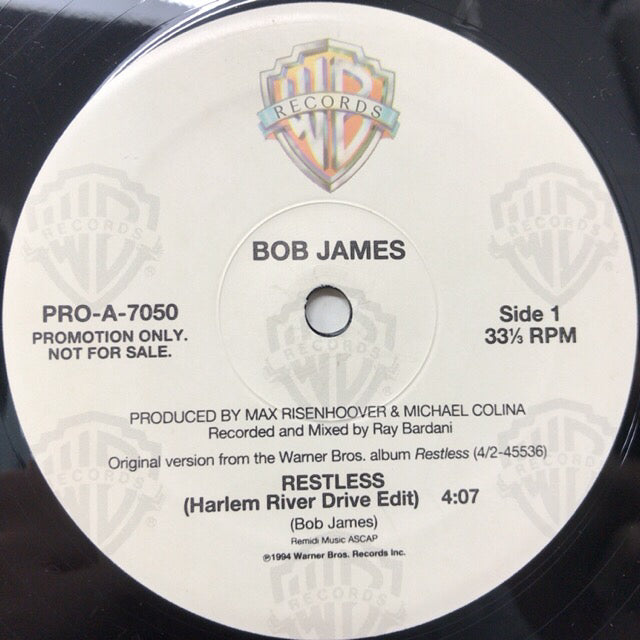 RECORDS
BOB JAMES
PRO-A-7050
PROMOTION ONLY.
NOT FOR SALE.
Side 1
33⅓ RPM
PRODUCED BY MAX RISENHOOVER & MICHAEL COLINA
Recorded and Mixed by Ray Bardani
Original version from the Warner Bros. album Restless (4/2-45536)
RESTLESS
(Harlem River Drive Edit) 4:07
(Bob James)
Remidi Music ASCAP
℗1994 Warner Bros. Records Inc.